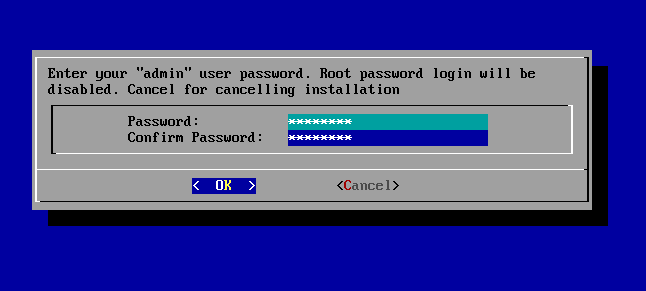 Enter your "admin" user password. Root password login will be
disabled. Cancel for cancelling installation
Password: ********
Confirm Password: ********
< OK > <Cancel>